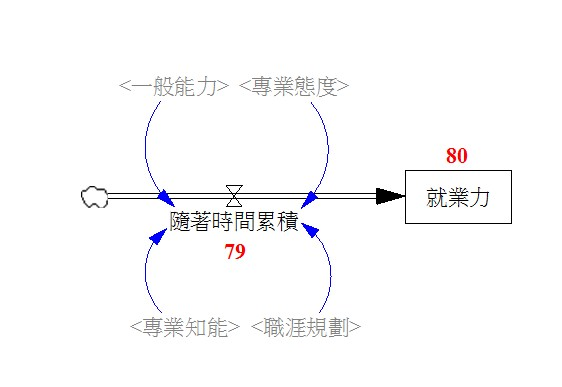 <一般能力> <專業態度>
80
就業力
隨著時間累積
79
<專業知能> <職涯規劃>